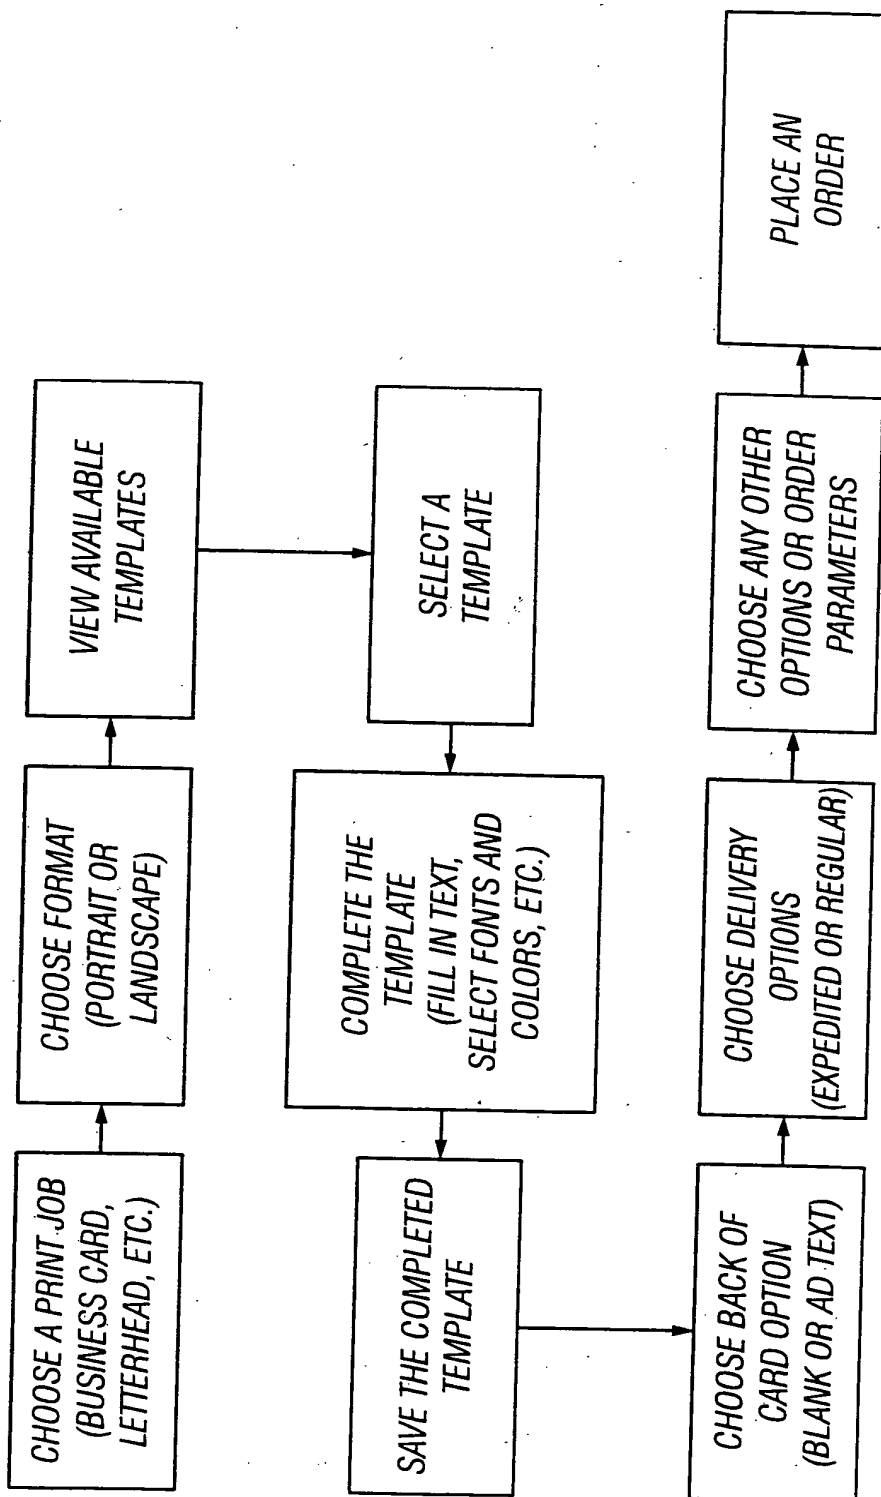 CHOOSE A PRINT JOB
(BUSINESS CARD,
LETTERHEAD, ETC.)
CHOOSE FORMAT
(PORTRAIT OR
LANDSCAPE)
VIEW AVAILABLE
TEMPLATES
SELECT A
TEMPLATE
COMPLETE THE
TEMPLATE
(FILL IN TEXT,
SELECT FONTS AND
COLORS, ETC.)
SAVE THE COMPLETED
TEMPLATE
CHOOSE BACK OF
CARD OPTION
(BLANK OR AD TEXT)
CHOOSE DELIVERY
OPTIONS
(EXPEDITED OR REGULAR)
CHOOSE ANY OTHER
OPTIONS OR ORDER
PARAMETERS
PLACE AN
ORDER